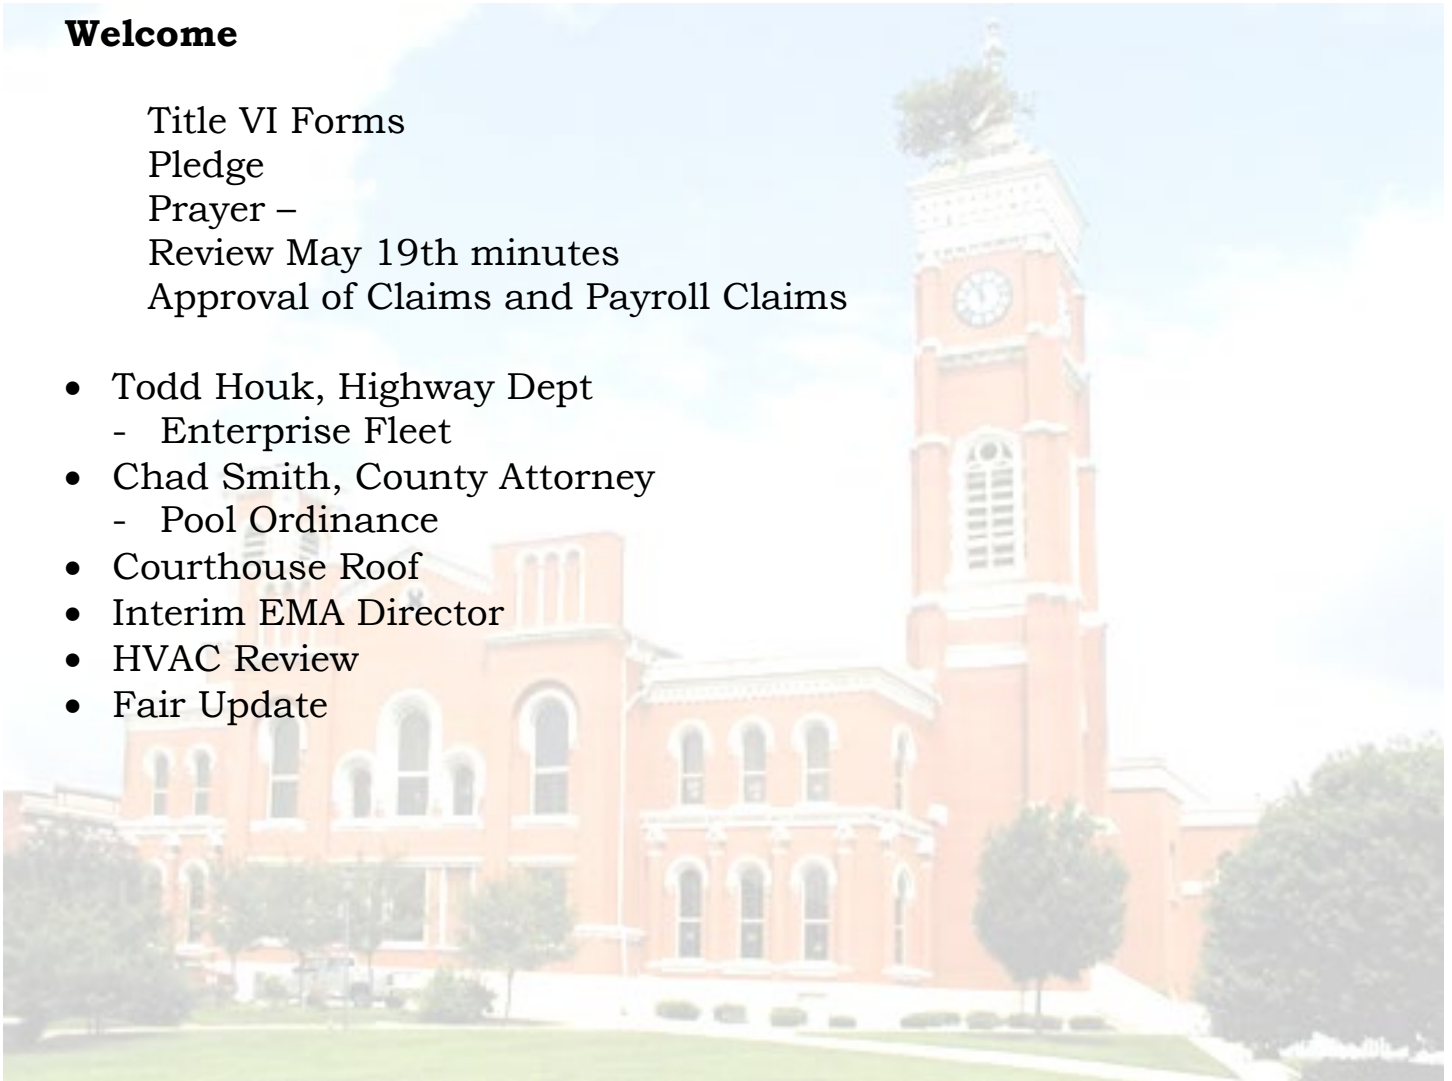 Welcome
Title VI Forms
Pledge
Prayer –
Review May 19th minutes
Approval of Claims and Payroll Claims
• Todd Houk, Highway Dept
- Enterprise Fleet
• Chad Smith, County Attorney
- Pool Ordinance
• Courthouse Roof
• Interim EMA Director
• HVAC Review
• Fair Update